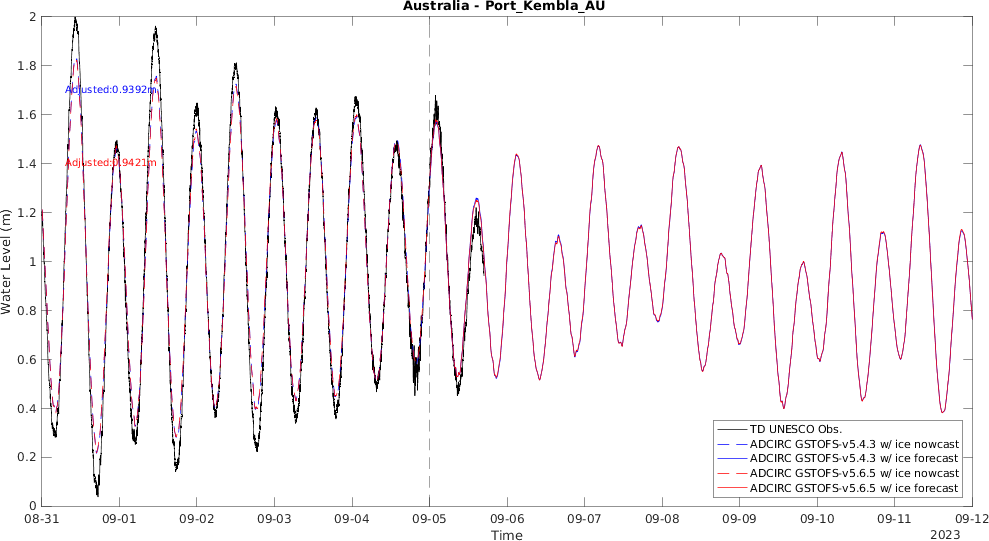 Australia - Port_Kembla_AU
2
1.8
1.6
1.4
1.2
1
0.8
0.6
0.4
0.2
0
Water Level (m)
Adjusted:0.9392m
Adjusted:0.9421m
TD UNESCO Obs.
ADCIRC GSTOFS-v5.4.3 w/ ice nowcast
ADCIRC GSTOFS-v5.4.3 w/ ice forecast
ADCIRC GSTOFS-v5.6.5 w/ ice nowcast
ADCIRC GSTOFS-v5.6.5 w/ ice forecast
08-31 09-01 09-02 09-03 09-04 09-05 09-06 09-07 09-08 09-09 09-10 09-11 09-12
Time
2023